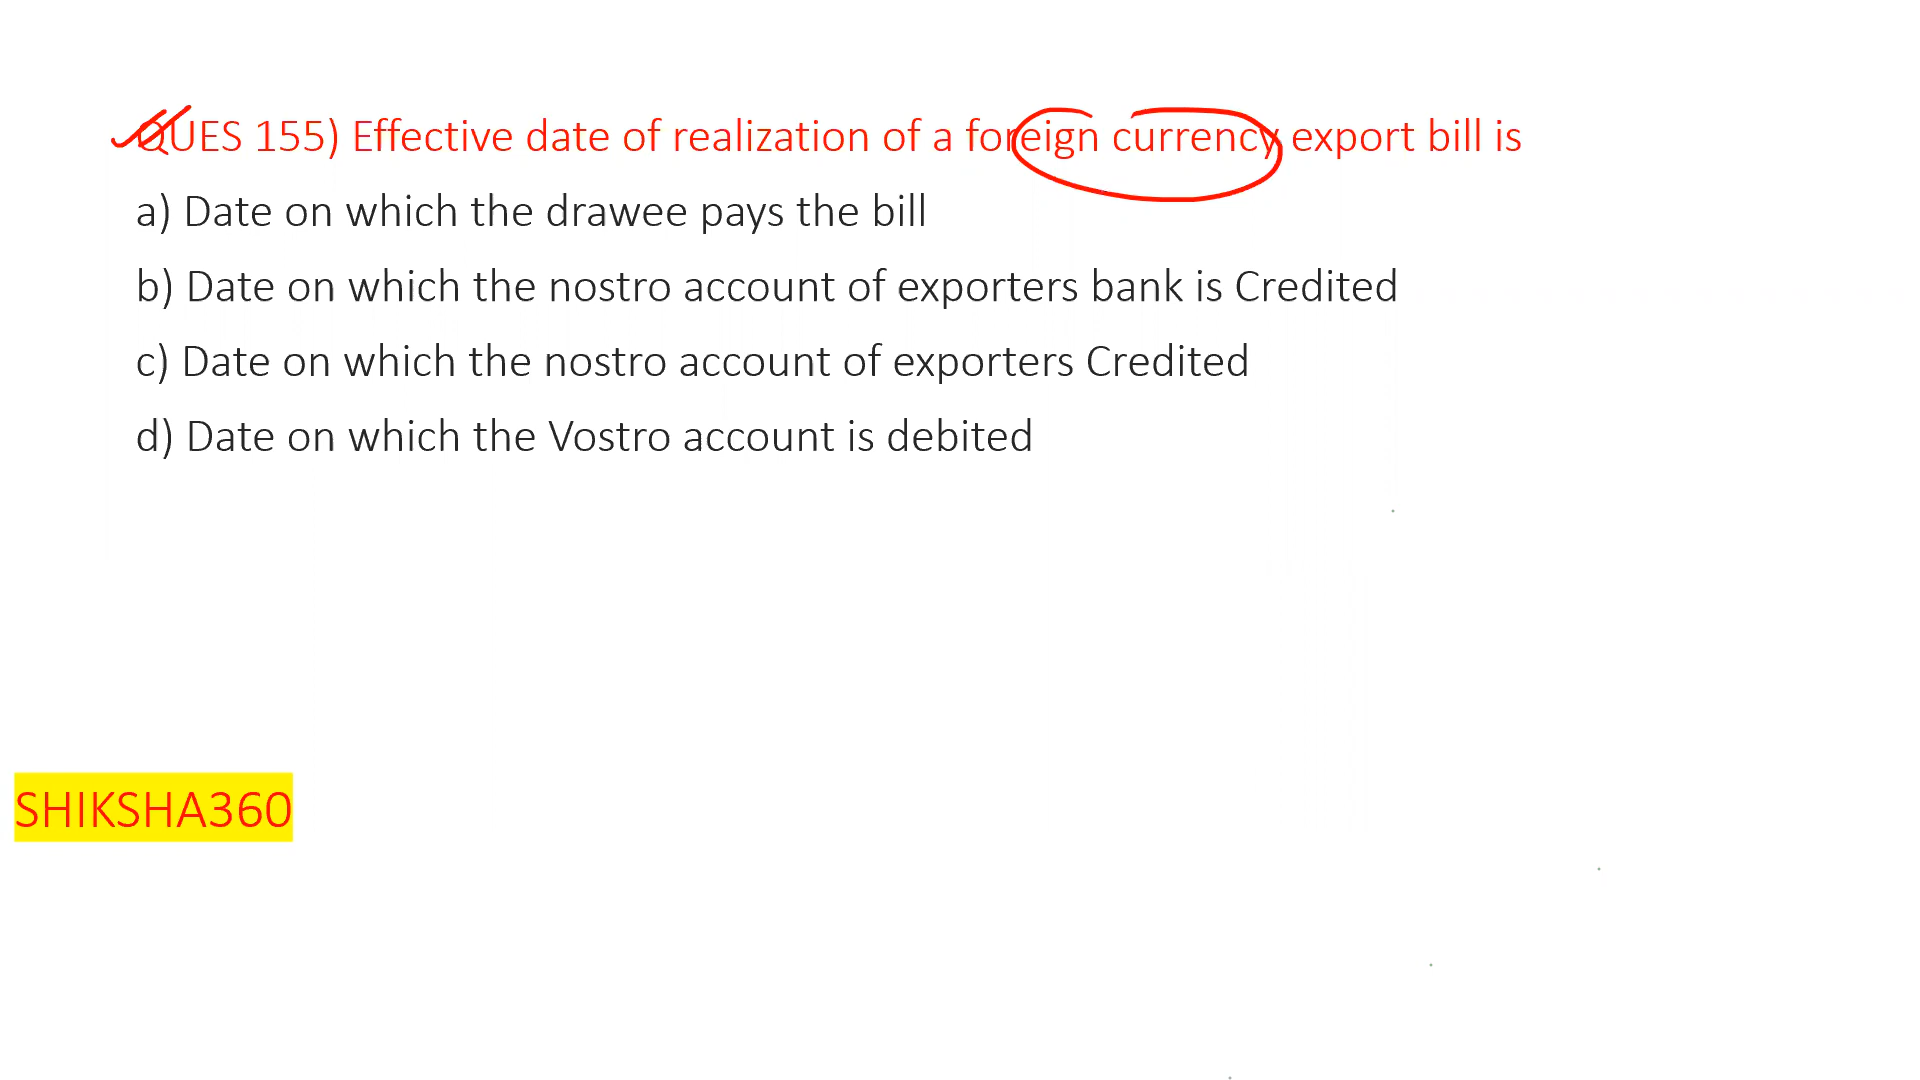 QUES 155) Effective date of realization of a foreign currency export bill is
a) Date on which the drawee pays the bill
b) Date on which the nostro account of exporters bank is Credited
c) Date on which the nostro account of exporters Credited
d) Date on which the Vostro account is debited
SHIKSHA360